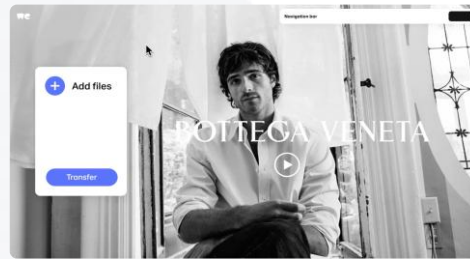 we
Navigation bar
Add files
BOTTEGA VENETA
Transfer